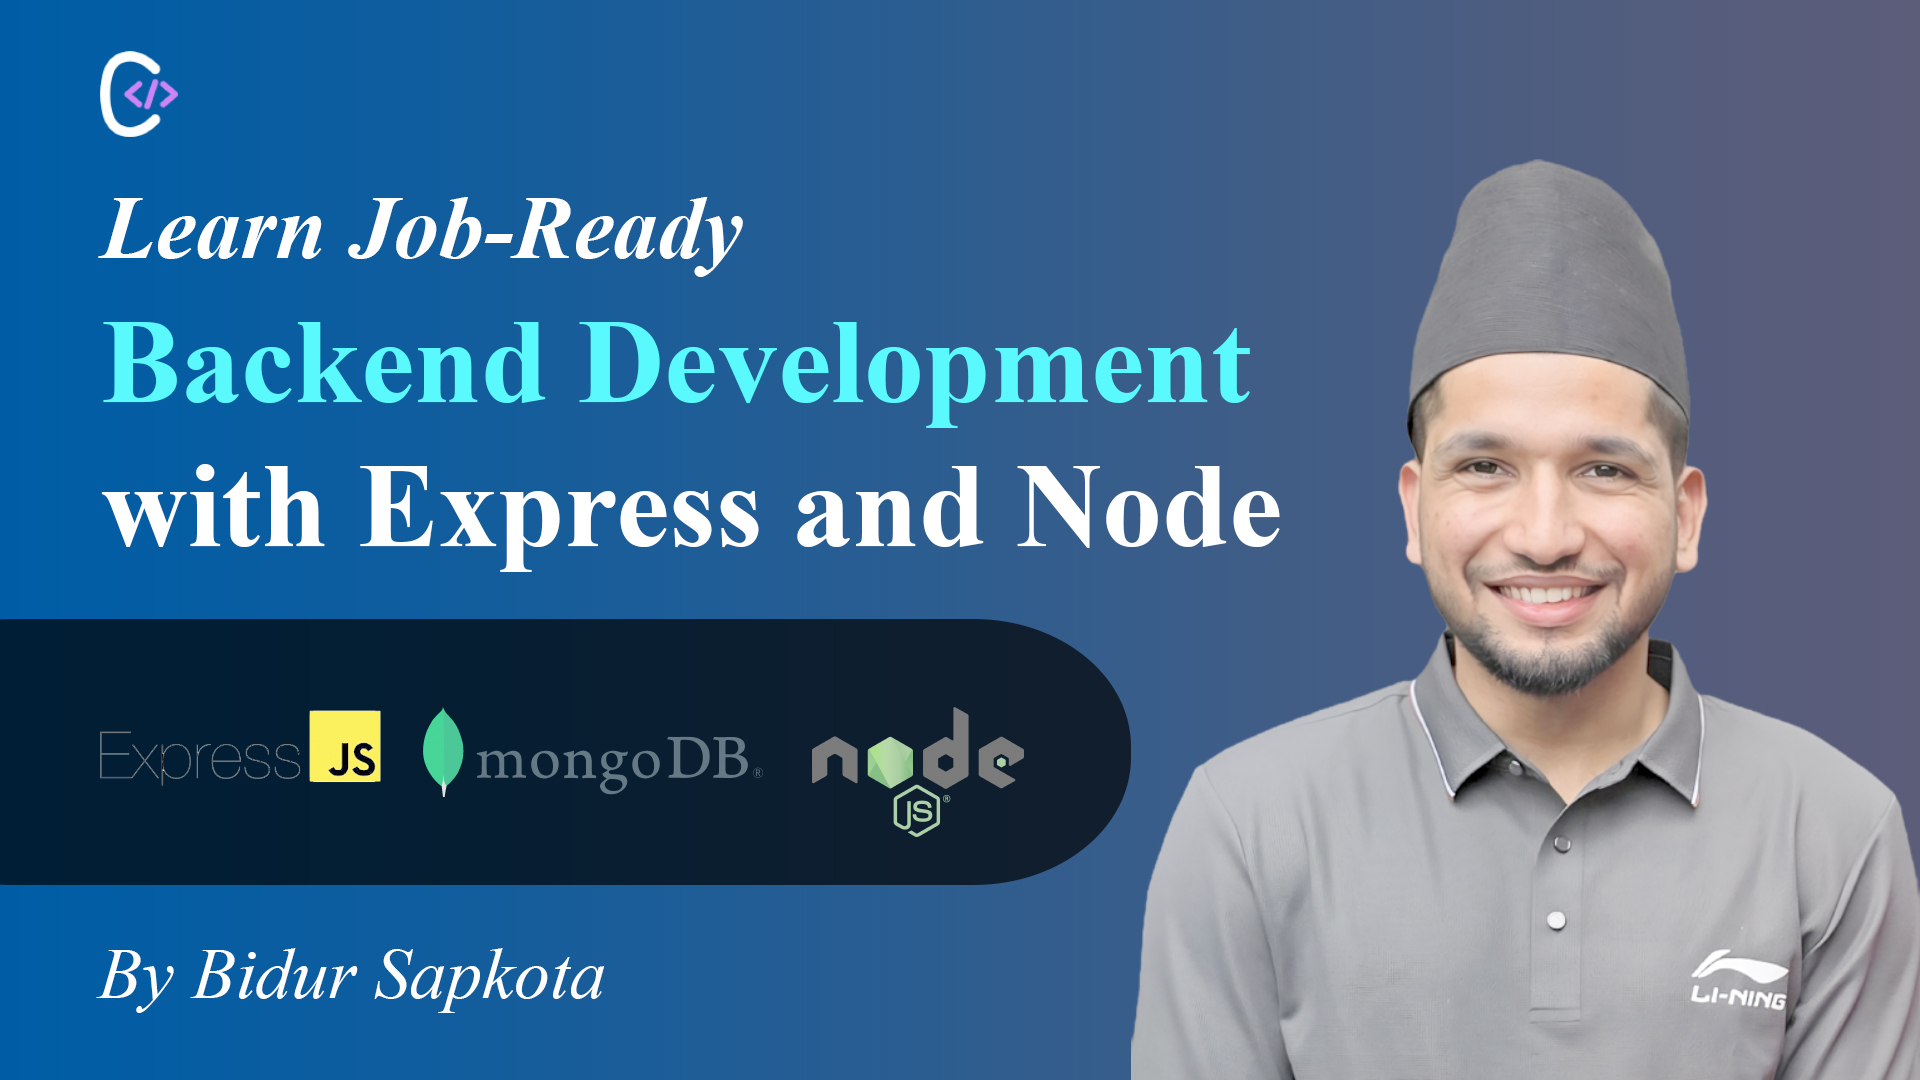 C</>
Learn Job-Ready
Backend Development
with Express and Node
Express JS
mongoDB®
node
JS®
By Bidur Sapkota
LI-NING